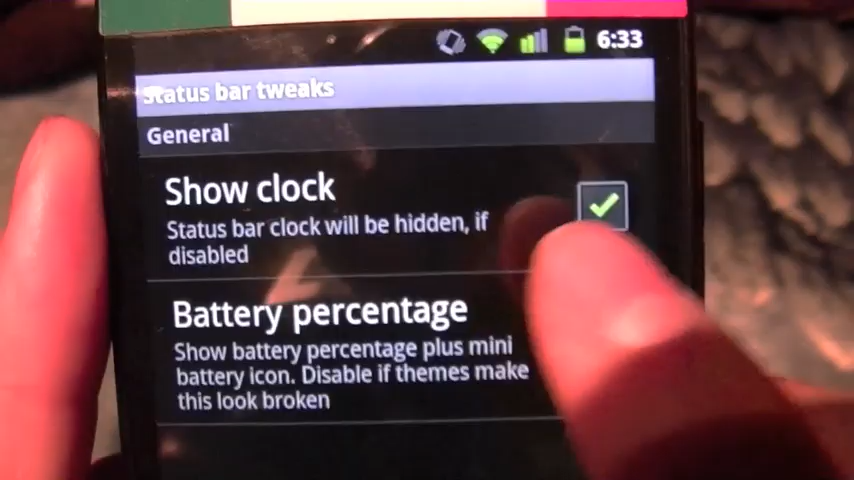 6:33
Status bar tweaks
General
Show clock
Status bar clock will be hidden, if
disabled
Battery percentage
Show battery percentage plus mini
battery icon. Disable if themes make
this look broken